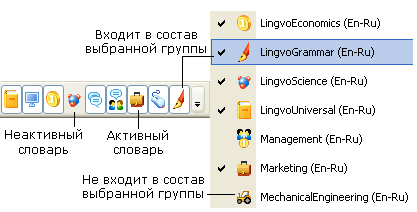 Входит в состав
выбранной группы
Неактивный
словарь
Активный
словарь
Не входит в состав
выбранной группы
LingvoEconomics (En-Ru)
LingvoGrammar (En-Ru)
LingvoScience (En-Ru)
LingvoUniversal (En-Ru)
Management (En-Ru)
Marketing (En-Ru)
MechanicalEngineering (En-Ru)